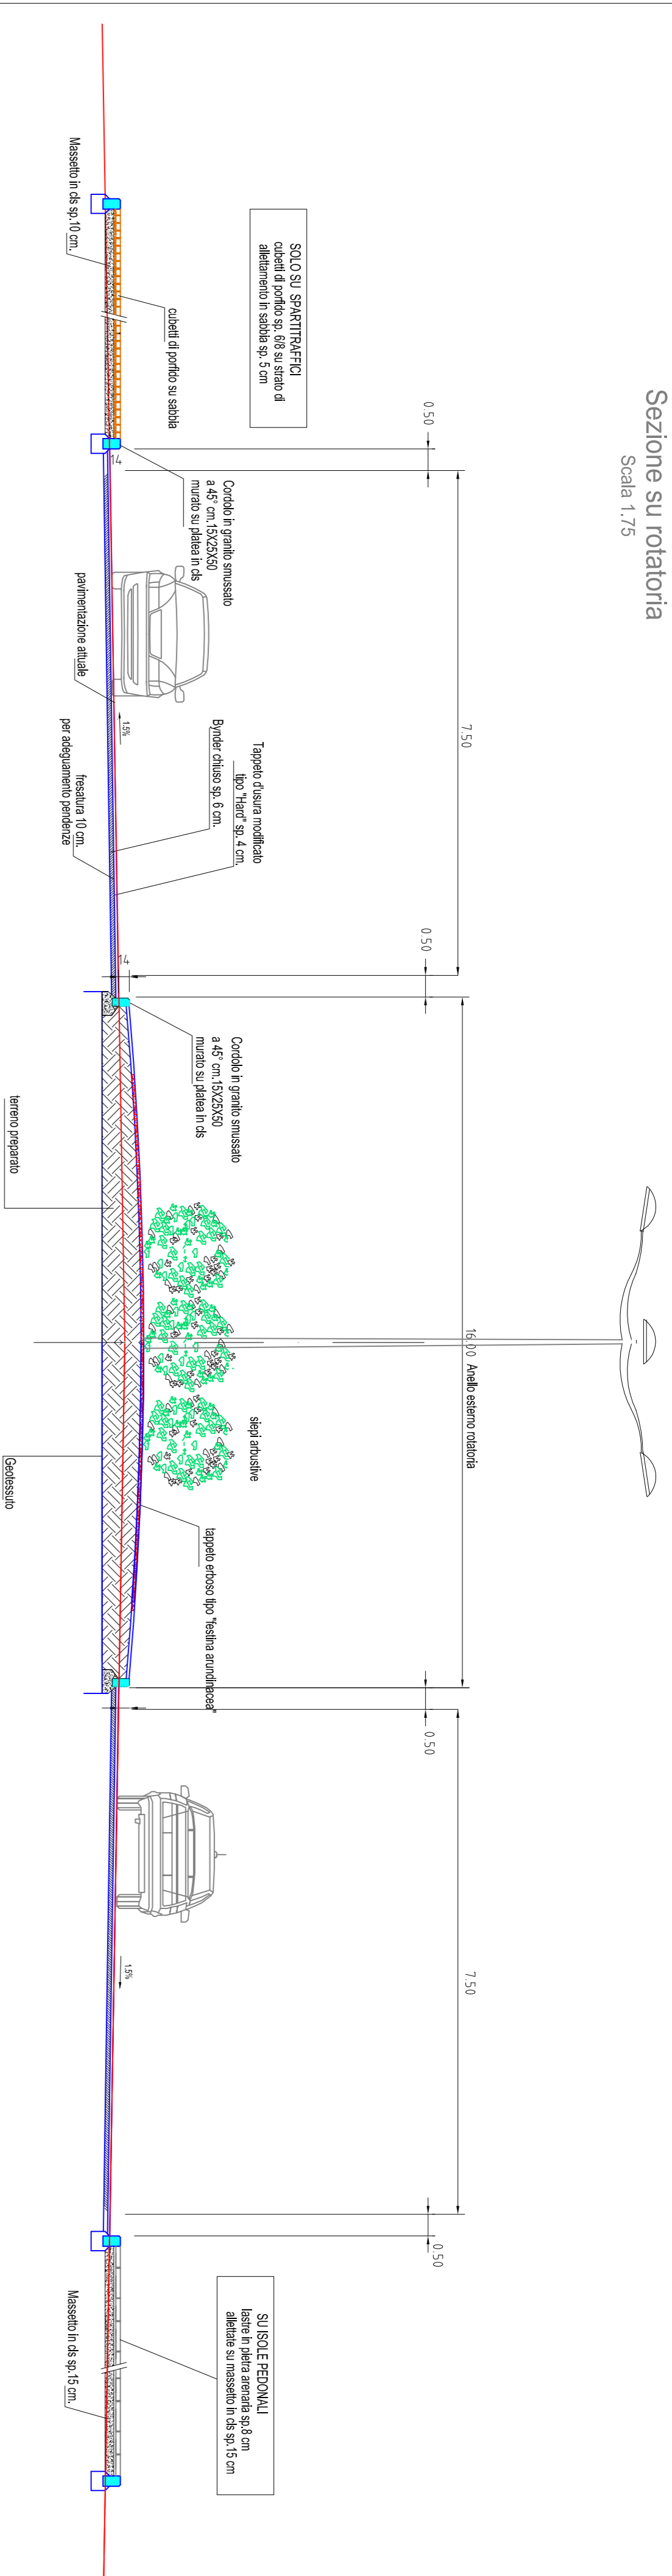 Sezione su rotatoria
Scala 1.75
SOLO SU SPARTITRAFFICI
cubetti di porfido sp. 6/8 su strato di
allettamento in sabbia sp. 5 cm
cubetti di porfido su sabbia
Massetto in cls sp.10 cm.
0.50
7.50
14
Cordolo in granito smussato
a 45° cm.15X25X50
murato su platea in cls
pavimentazione attuale
1.5%
Tappeto d'usura modificato
tipo "Hard" sp. 4 cm.
Bynder chiuso sp. 6 cm.
fresatura 10 cm.
per adeguamento pendenze
0.50
14
Cordolo in granito smussato
a 45° cm.15X25X50
murato su platea in cls
terreno preparato
16.00 Anello esterno rotatoria
siepi arbustive
tappeto erboso tipo "festina arundinacea"
Geotessuto
0.50
7.50
1.5%
0.50
SU ISOLE PEDONALI
lastre in pietra arenaria sp.8 cm
allettate su massetto in cls sp.15 cm
Massetto in cls sp.15 cm.